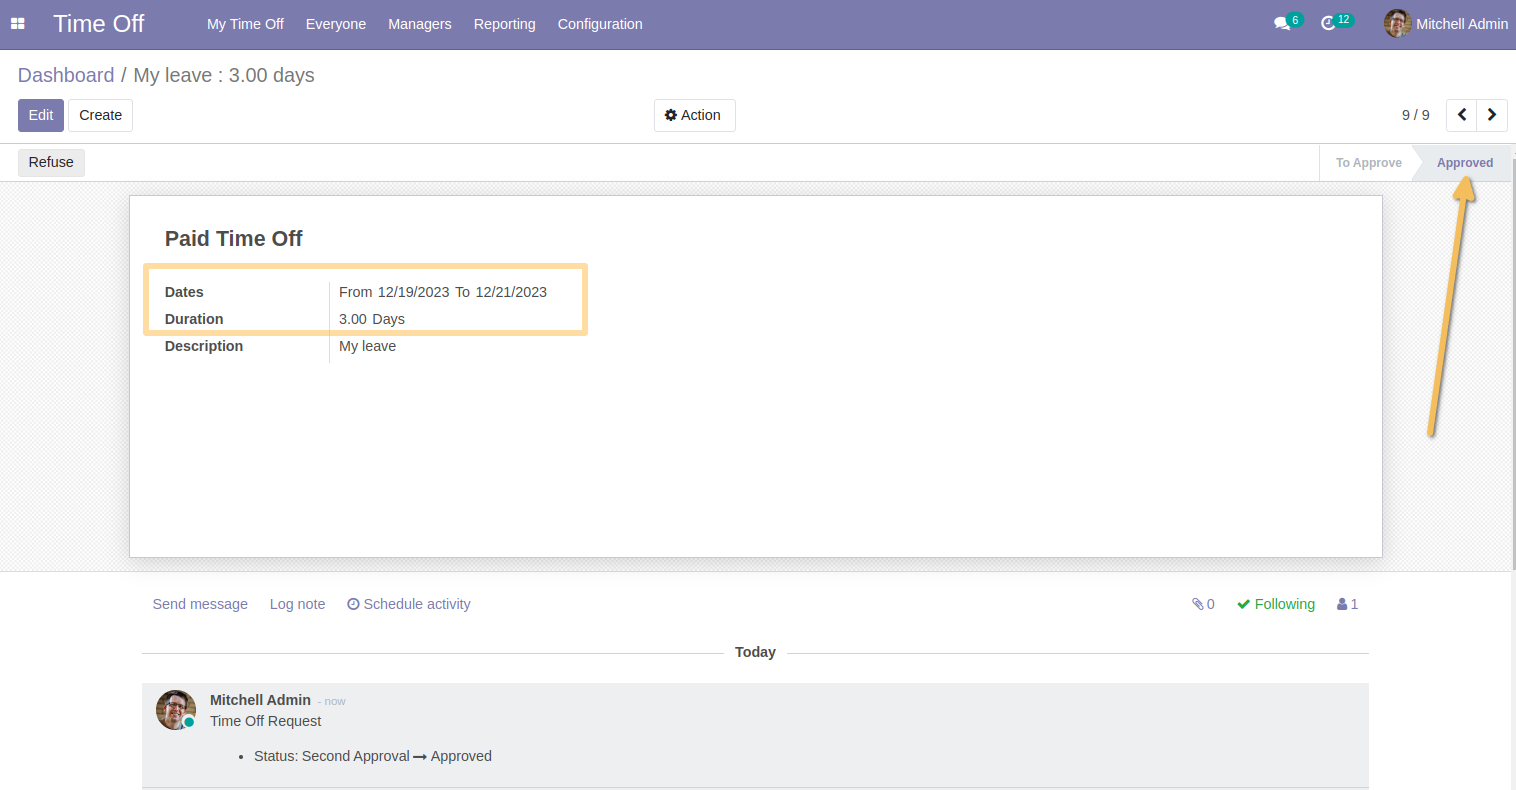 Time Off My Time Off Everyone Managers Reporting Configuration 6 12 Mitchell Admin
Dashboard / My leave : 3.00 days
Edit Create Action 9 / 9
Refuse To Approve Approved
Paid Time Off
Dates From 12/19/2023 To 12/21/2023
Duration 3.00 Days
Description My leave
Send message Log note Schedule activity 0 Following 1
Today
Mitchell Admin - now
Time Off Request
• Status: Second Approval → Approved